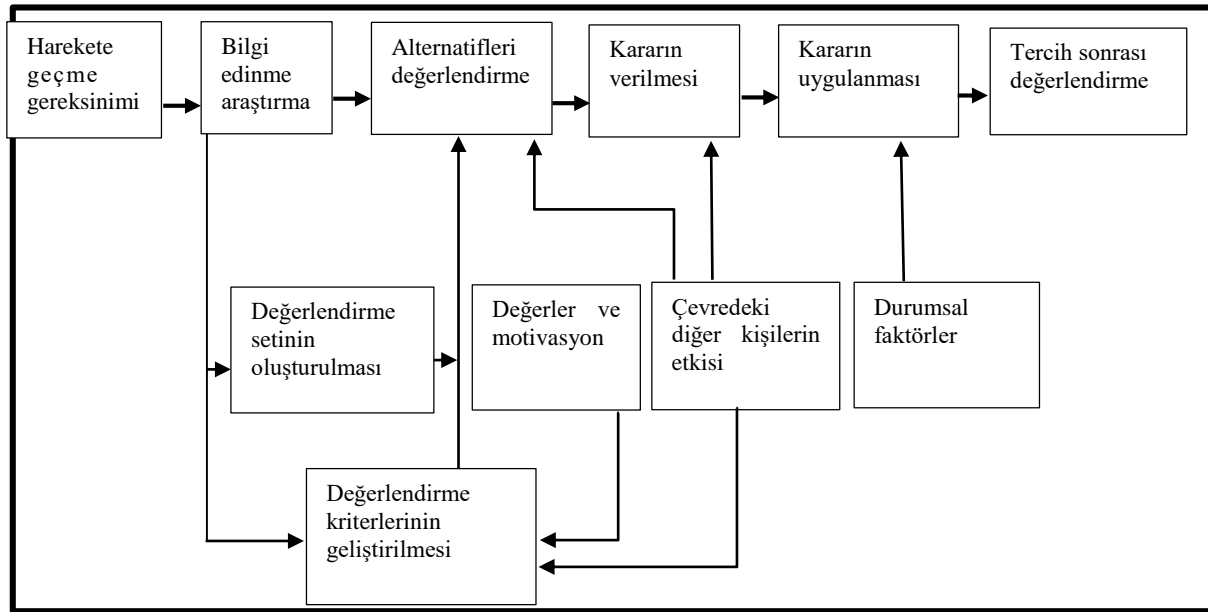 Harekete
geçme
gereksinimi
Bilgi
edinme
araştırma
Alternatifleri
değerlendirme
Kararın
verilmesi
Kararın
uygulanması
Tercih sonrası
değerlendirme
Değerlendirme
setinin
oluşturulması
Değerler ve
motivasyon
Çevredeki
diğer kişilerin
etkisi
Durumsal
faktörler
Değerlendirme
kriterlerinin
geliştirilmesi